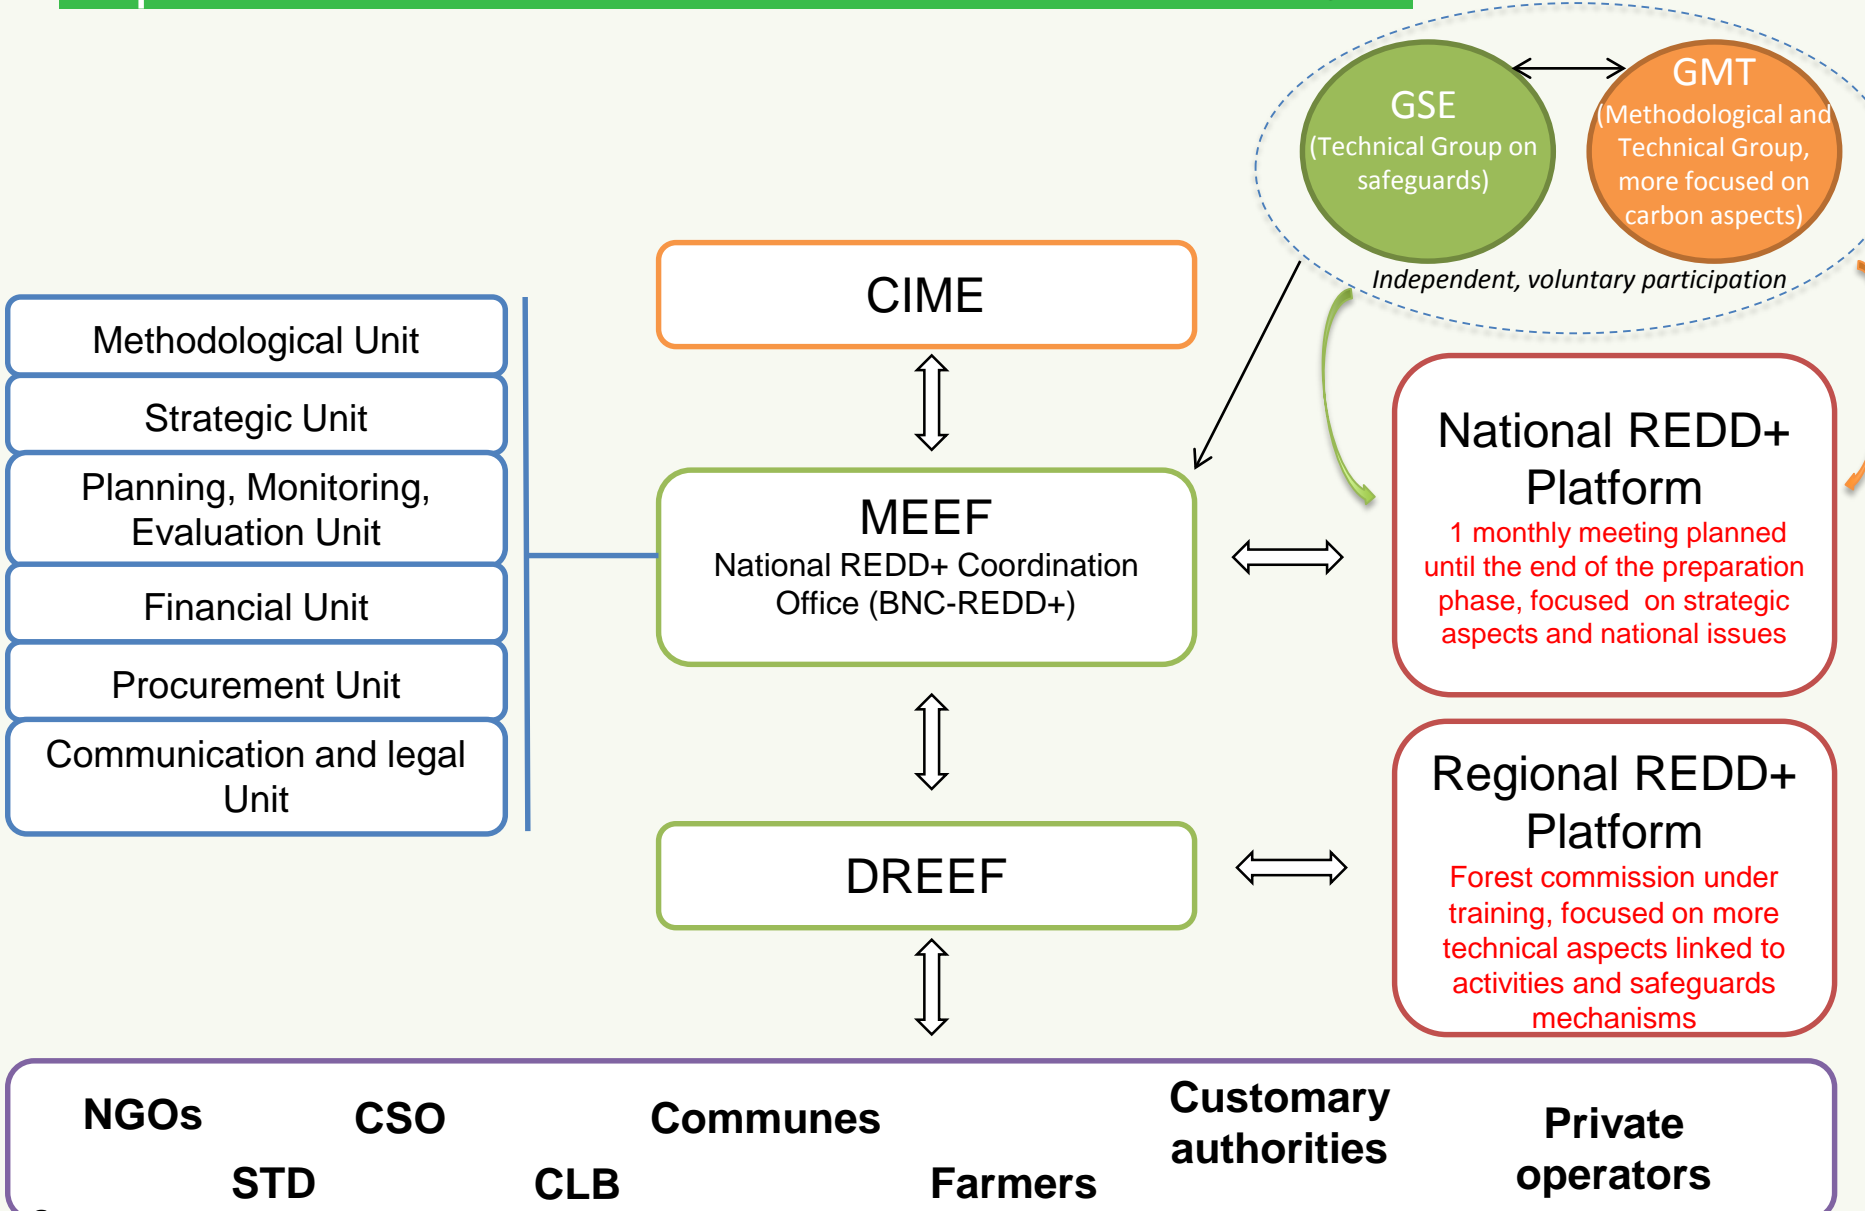 GSE
(Technical Group on
safeguards)
GMT
(Methodological and
Technical Group,
more focused on
carbon aspects)
Independent, voluntary participation
CIME
Methodological Unit
Strategic Unit
Planning, Monitoring,
Evaluation Unit
Financial Unit
Procurement Unit
Communication and legal
Unit
MEEF
National REDD+ Coordination
Office (BNC-REDD+)
National REDD+
Platform
1 monthly meeting planned
until the end of the preparation
phase, focused on strategic
aspects and national issues
DREEF
Regional REDD+
Platform
Forest commission under
training, focused on more
technical aspects linked to
activities and safeguards
mechanisms
NGOs
CSO
Communes
Customary
authorities
Private
operators
STD
CLB
Farmers